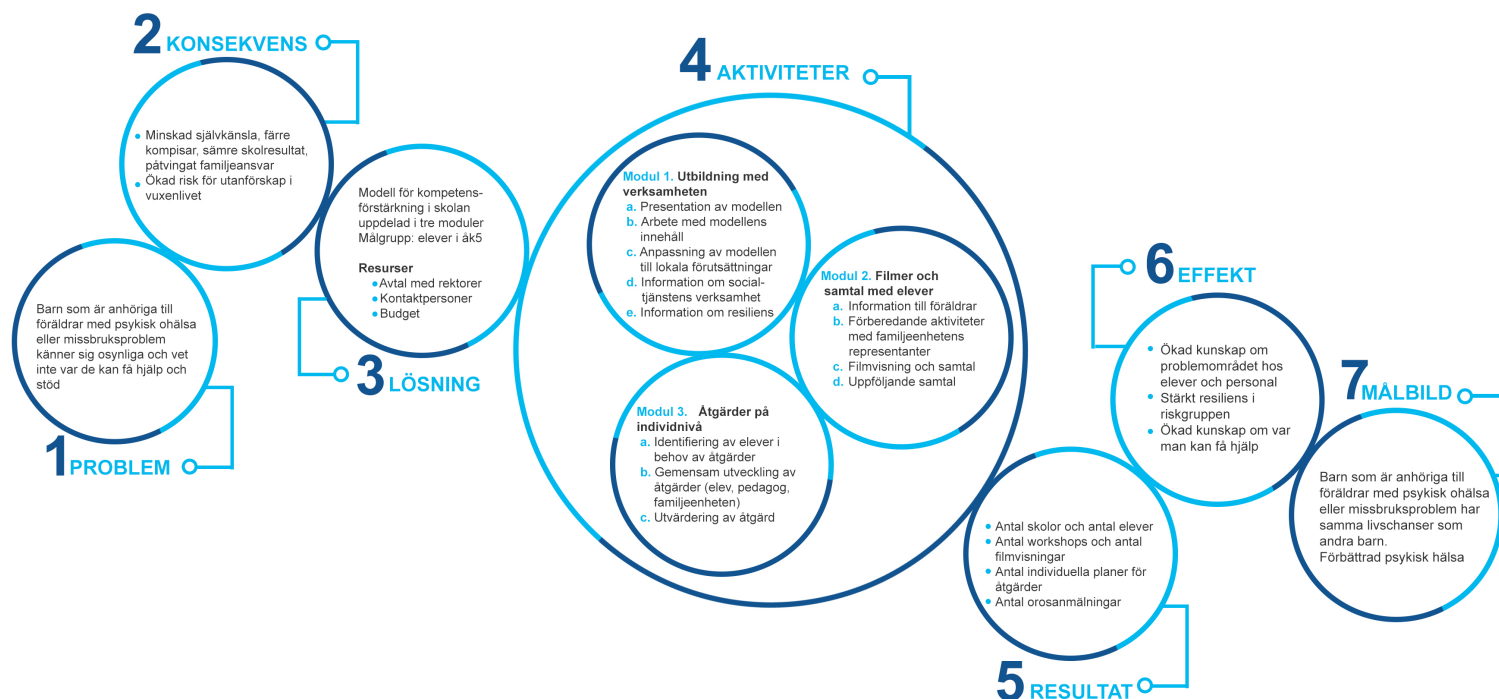 1 PROBLEM
Barn som är anhöriga till
föräldrar med psykisk ohälsa
eller missbruksproblem
känner sig osynliga och vet
inte var de kan få hjälp och
stöd
2 KONSEKVENS
Minskad självkänsla, färre
kompisar, sämre skolresultat,
påtvingat familjeansvar
Ökad risk för utanförskap i
vuxenlivet
3 LÖSNING
Modell för kompetens-
förstärkning i skolan
uppdelad i tre moduler
Målgrupp: elever i åk5
Resurser
Avtal med rektorer
Kontaktpersoner
Budget
4 AKTIVITETER
Modul 1. Utbildning med
verksamheten
a. Presentation av modellen
b. Arbete med modellens
innehåll
c. Anpassning av modellen
till lokala förutsättningar
d. Information om social-
tjänstens verksamhet
e. Information om resiliens
Modul 2. Filmer och
samtal med elever
a. Information till föräldrar
b. Förberedande aktiviteter
med familjeenhetens
representanter
c. Filmvisning och samtal
d. Uppföljande samtal
Modul 3. Åtgärder på
individnivå
a. Identifiering av elever i
behov av åtgärder
b. Gemensam utveckling av
åtgärder (elev, pedagog,
familjeenheten)
c. Utvärdering av åtgärd
5 RESULTAT
Antal skolor och antal elever
Antal workshops och antal
filmvisningar
Antal individuella planer för
åtgärder
Antal orosanmälningar
6 EFFEKT
Ökad kunskap om
problemområdet hos
elever och personal
Stärkt resiliens i
riskgruppen
Ökad kunskap om var
man kan få hjälp
7 MÅLBILD
Barn som är anhöriga till
föräldrar med psykisk ohälsa
eller missbruksproblem har
samma livschanser som
andra barn.
Förbättrad psykisk hälsa